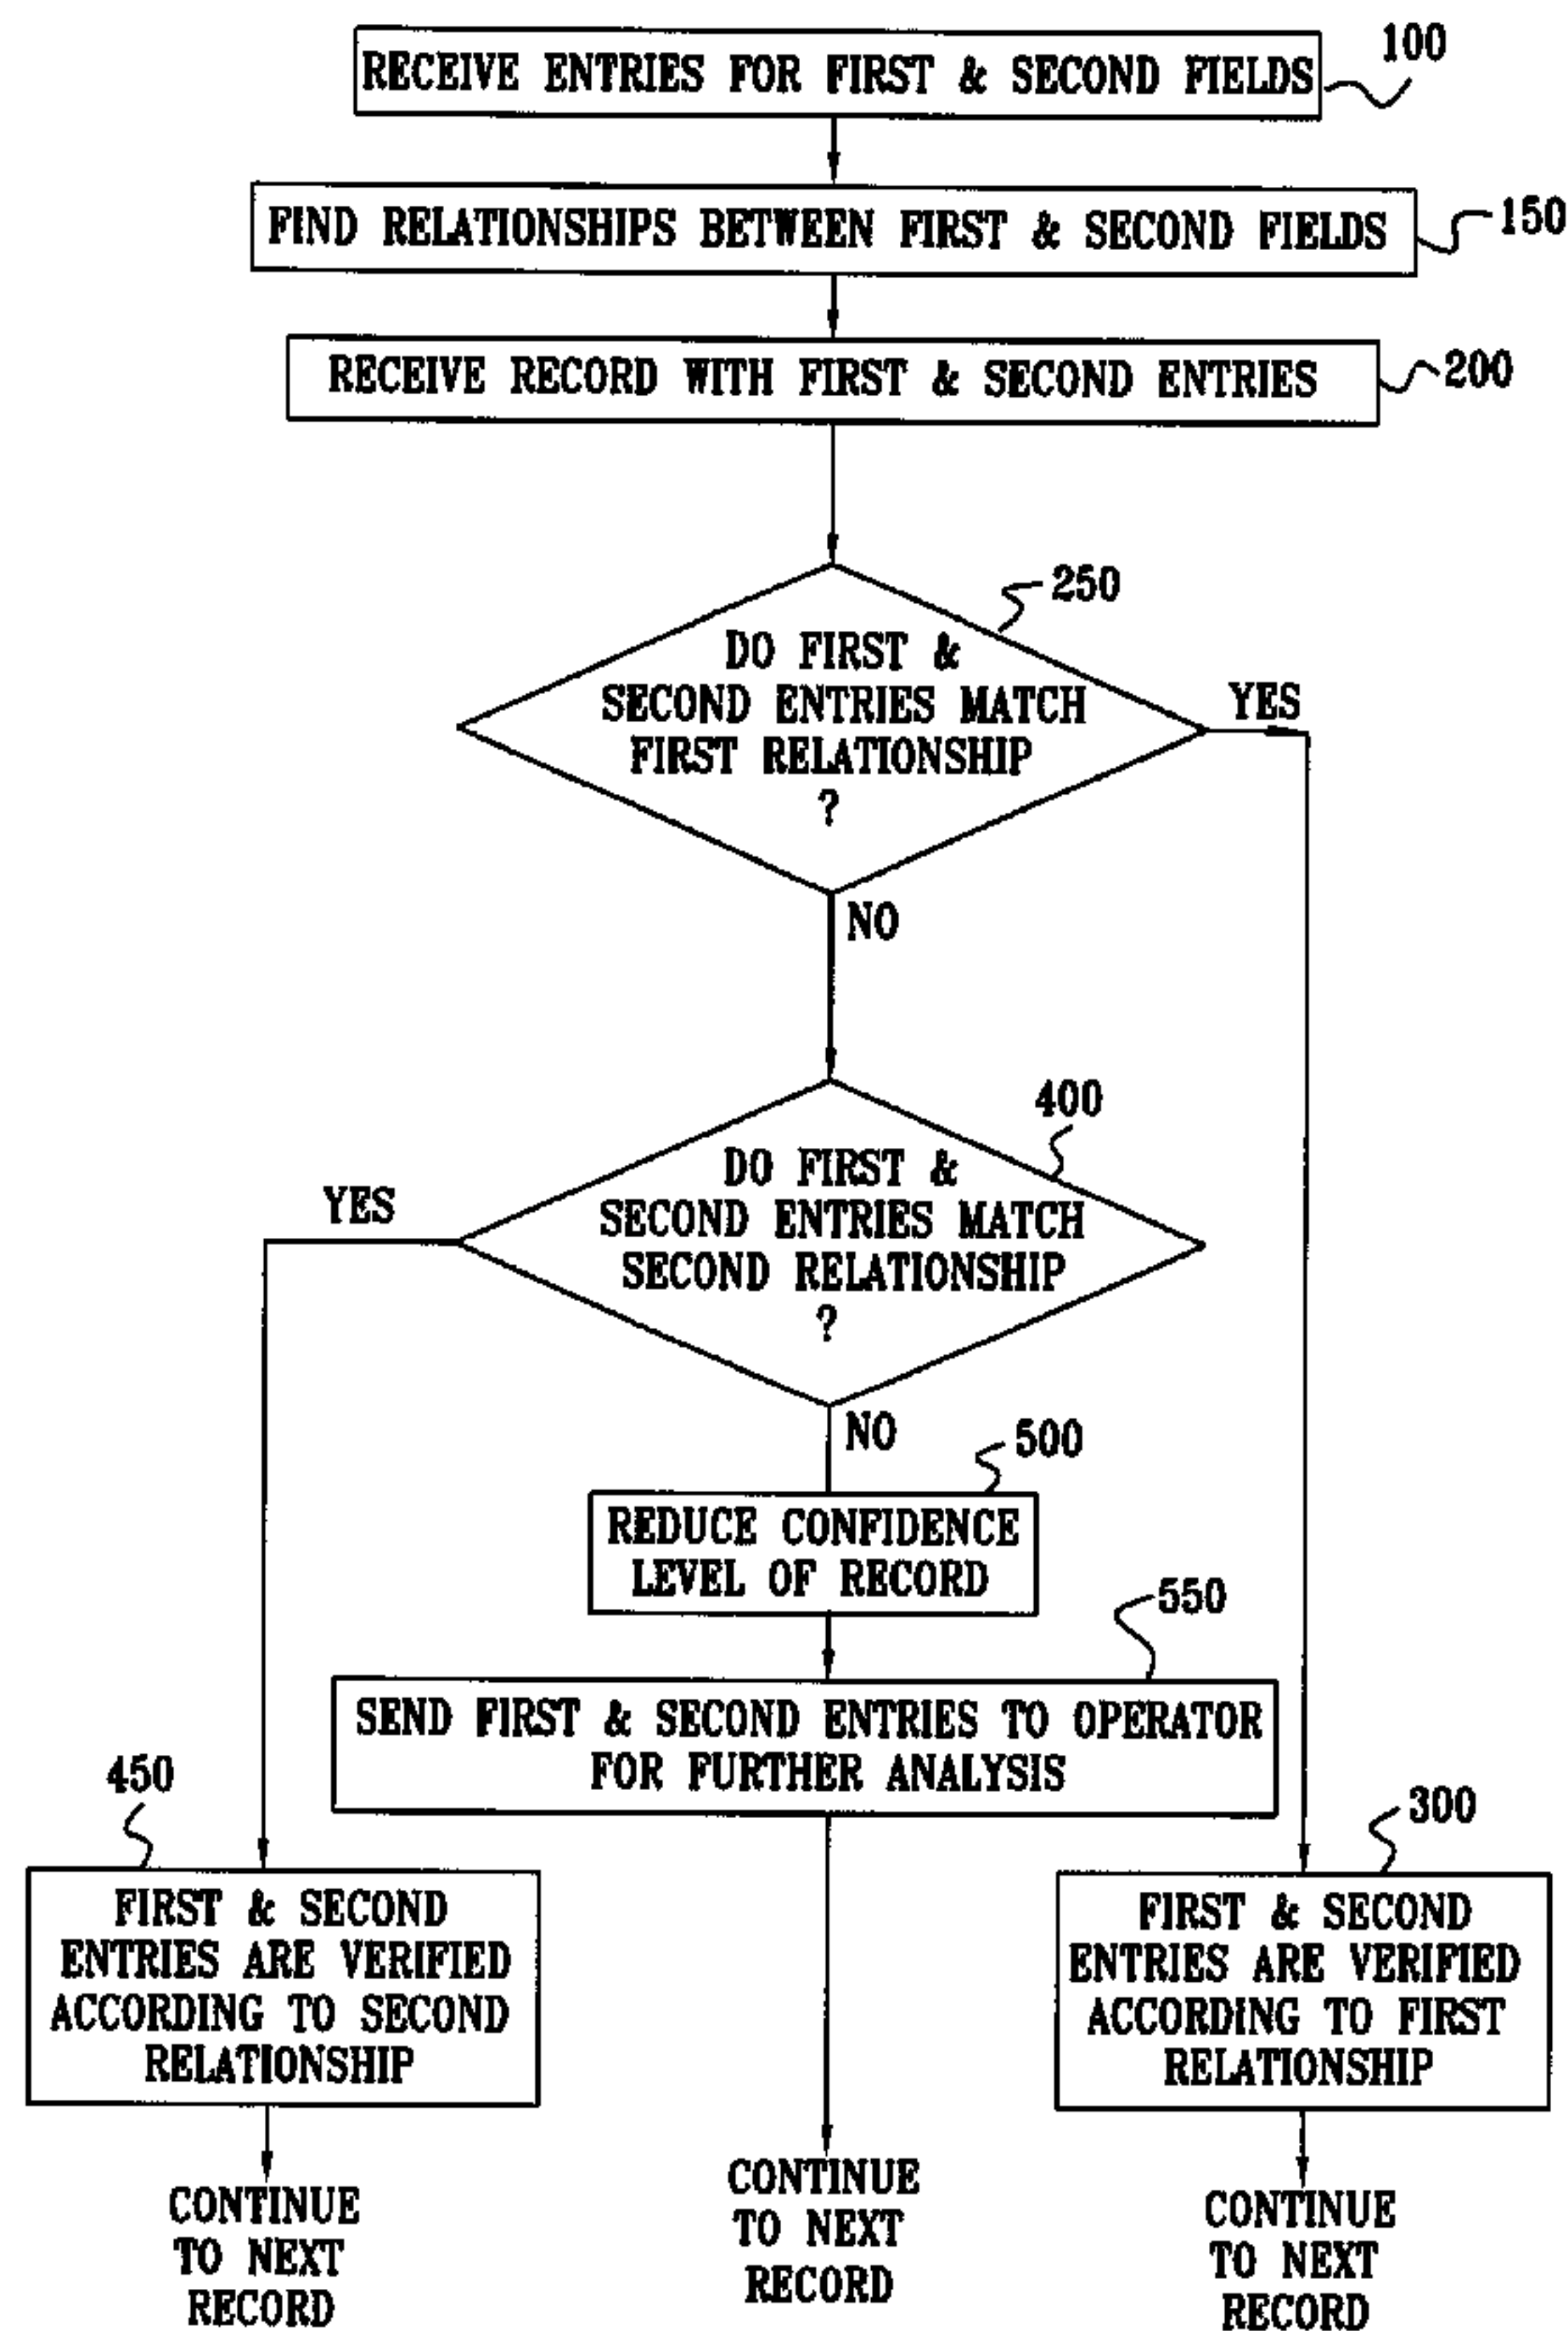 RECEIVE ENTRIES FOR FIRST & SECOND FIELDS
100
FIND RELATIONSHIPS BETWEEN FIRST & SECOND FIELDS
150
RECEIVE RECORD WITH FIRST & SECOND ENTRIES
200
250
DO FIRST &
SECOND ENTRIES MATCH
FIRST RELATIONSHIP
?
YES
NO
400
DO FIRST &
SECOND ENTRIES MATCH
SECOND RELATIONSHIP
?
YES
NO
500
REDUCE CONFIDENCE
LEVEL OF RECORD
550
SEND FIRST & SECOND ENTRIES TO OPERATOR
FOR FURTHER ANALYSIS
450
FIRST & SECOND
ENTRIES ARE VERIFIED
ACCORDING TO SECOND
RELATIONSHIP
300
FIRST & SECOND
ENTRIES ARE VERIFIED
ACCORDING TO FIRST
RELATIONSHIP
CONTINUE
TO NEXT
RECORD
CONTINUE
TO NEXT
RECORD
CONTINUE
TO NEXT
RECORD